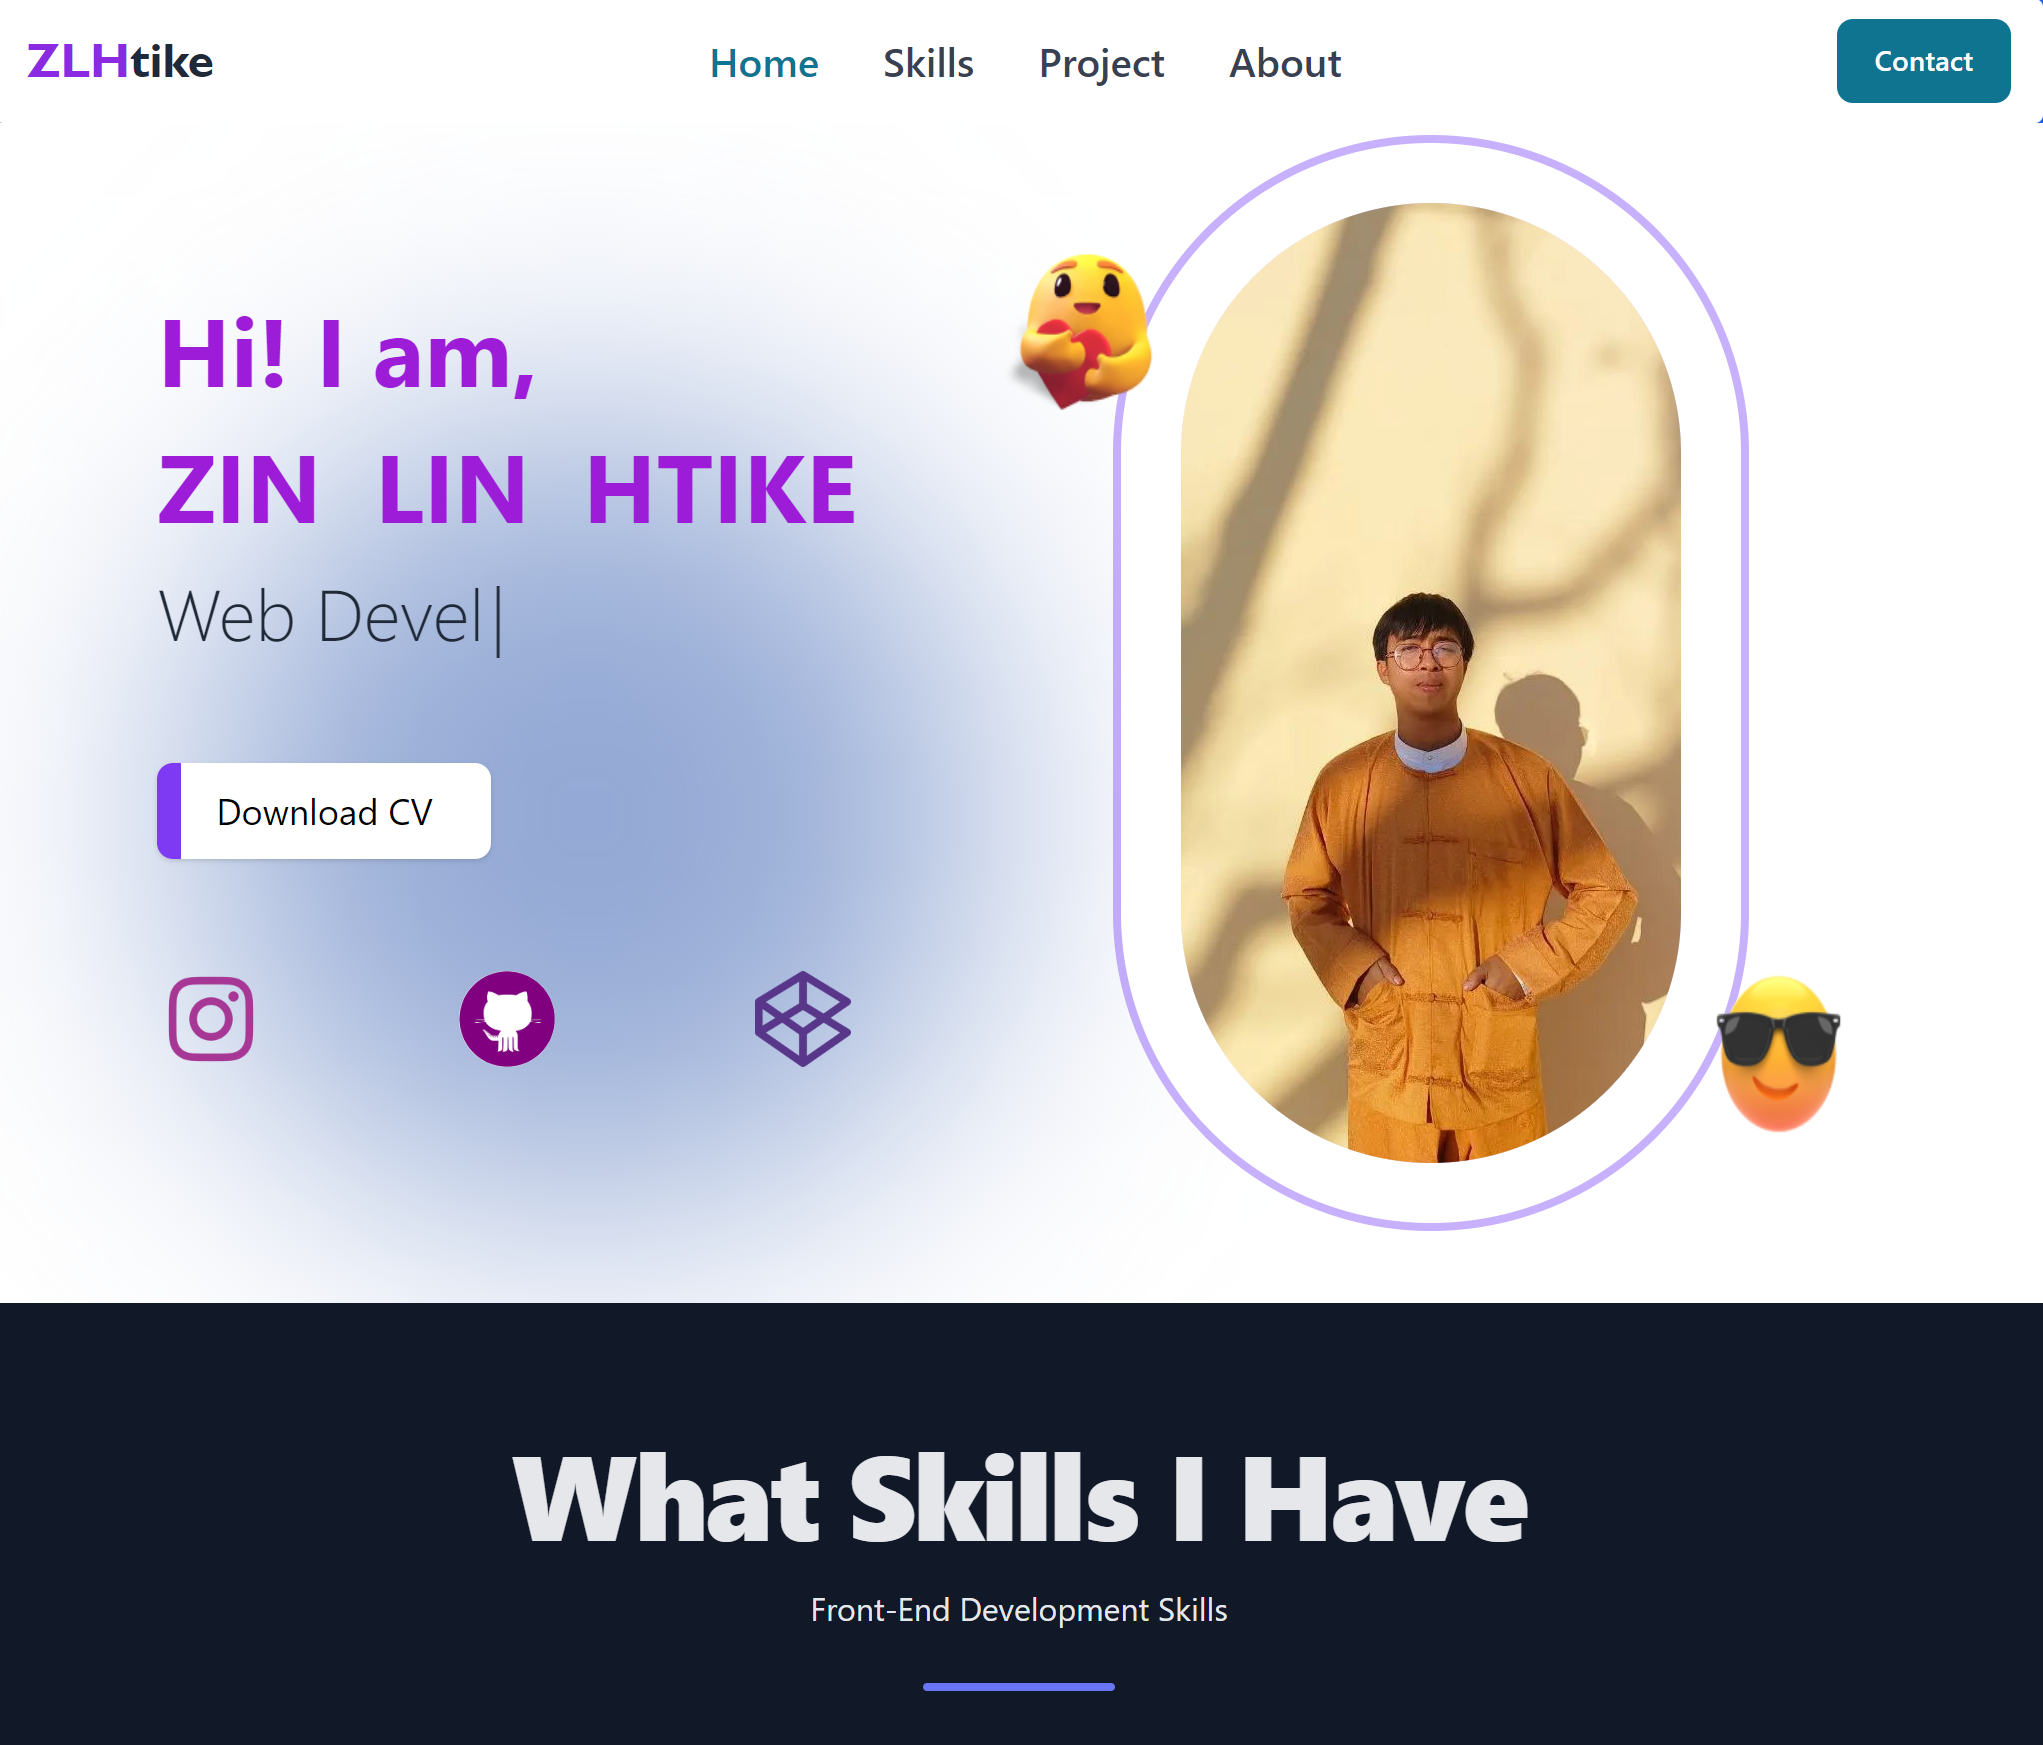 ZLHtike
Home Skills Project About
Contact
Hi! I am,
ZIN LIN HTIKE
Web Devel|
Download CV
What Skills I Have
Front-End Development Skills